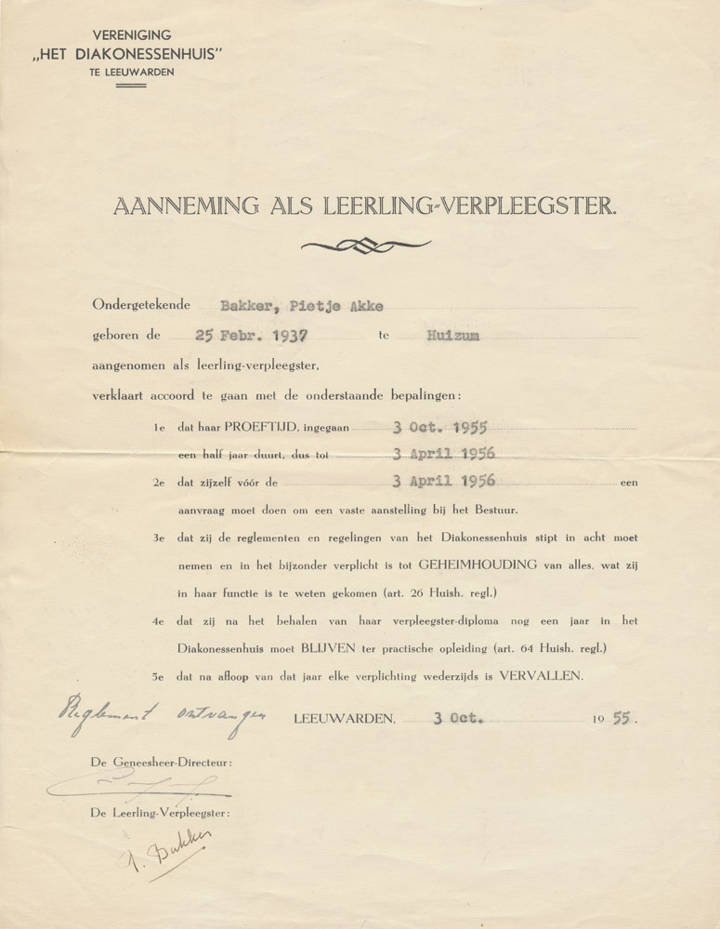 VERENIGING
„HET DIAKONESSENHUIS”
TE LEEUWARDEN
AANNEMING ALS LEERLING-VERPLEEGSTER.
Ondergetekende Bakker, Pietje Akke
geboren de 25 Febr. 1937 te Huizum
aangenomen als leerling-verpleegster,
verklaart accoord te gaan met de onderstaande bepalingen:
1e dat haar PROEFTIJD, ingegaan 3 Oct. 1955
een half jaar duurt, dus tot 3 April 1956
2e dat zijzelf vóór de 3 April 1956 een
aanvraag moet doen om een vaste aanstelling bij het Bestuur.
3e dat zij de reglementen en regelingen van het Diakonessenhuis stipt in acht moet
nemen en in het bijzonder verplicht is tot GEHEIMHOUDING van alles, wat zij
in haar functie is te weten gekomen (art. 26 Huish. regl.)
4e dat zij na het behalen van haar verpleegster-diploma nog een jaar in het
Diakonessenhuis moet BLIJVEN ter practische opleiding (art. 64 Huish. regl.)
5e dat na afloop van dat jaar elke verplichting wederzijds is VERVALLEN.
Reglement ontvangen LEEUWARDEN, 3 Oct. 1955.
De Geneesheer-Directeur:
De Leerling-Verpleegster:
P. Bakker